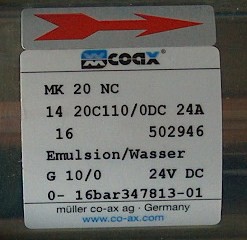 coax
MK 20 NC
14 20C110/0DC 24A
16 502946
Emulsion/Wasser
G 10/0 24V DC
0- 16bar347813-01
müller co-ax ag - Germany
www.co-ax.com